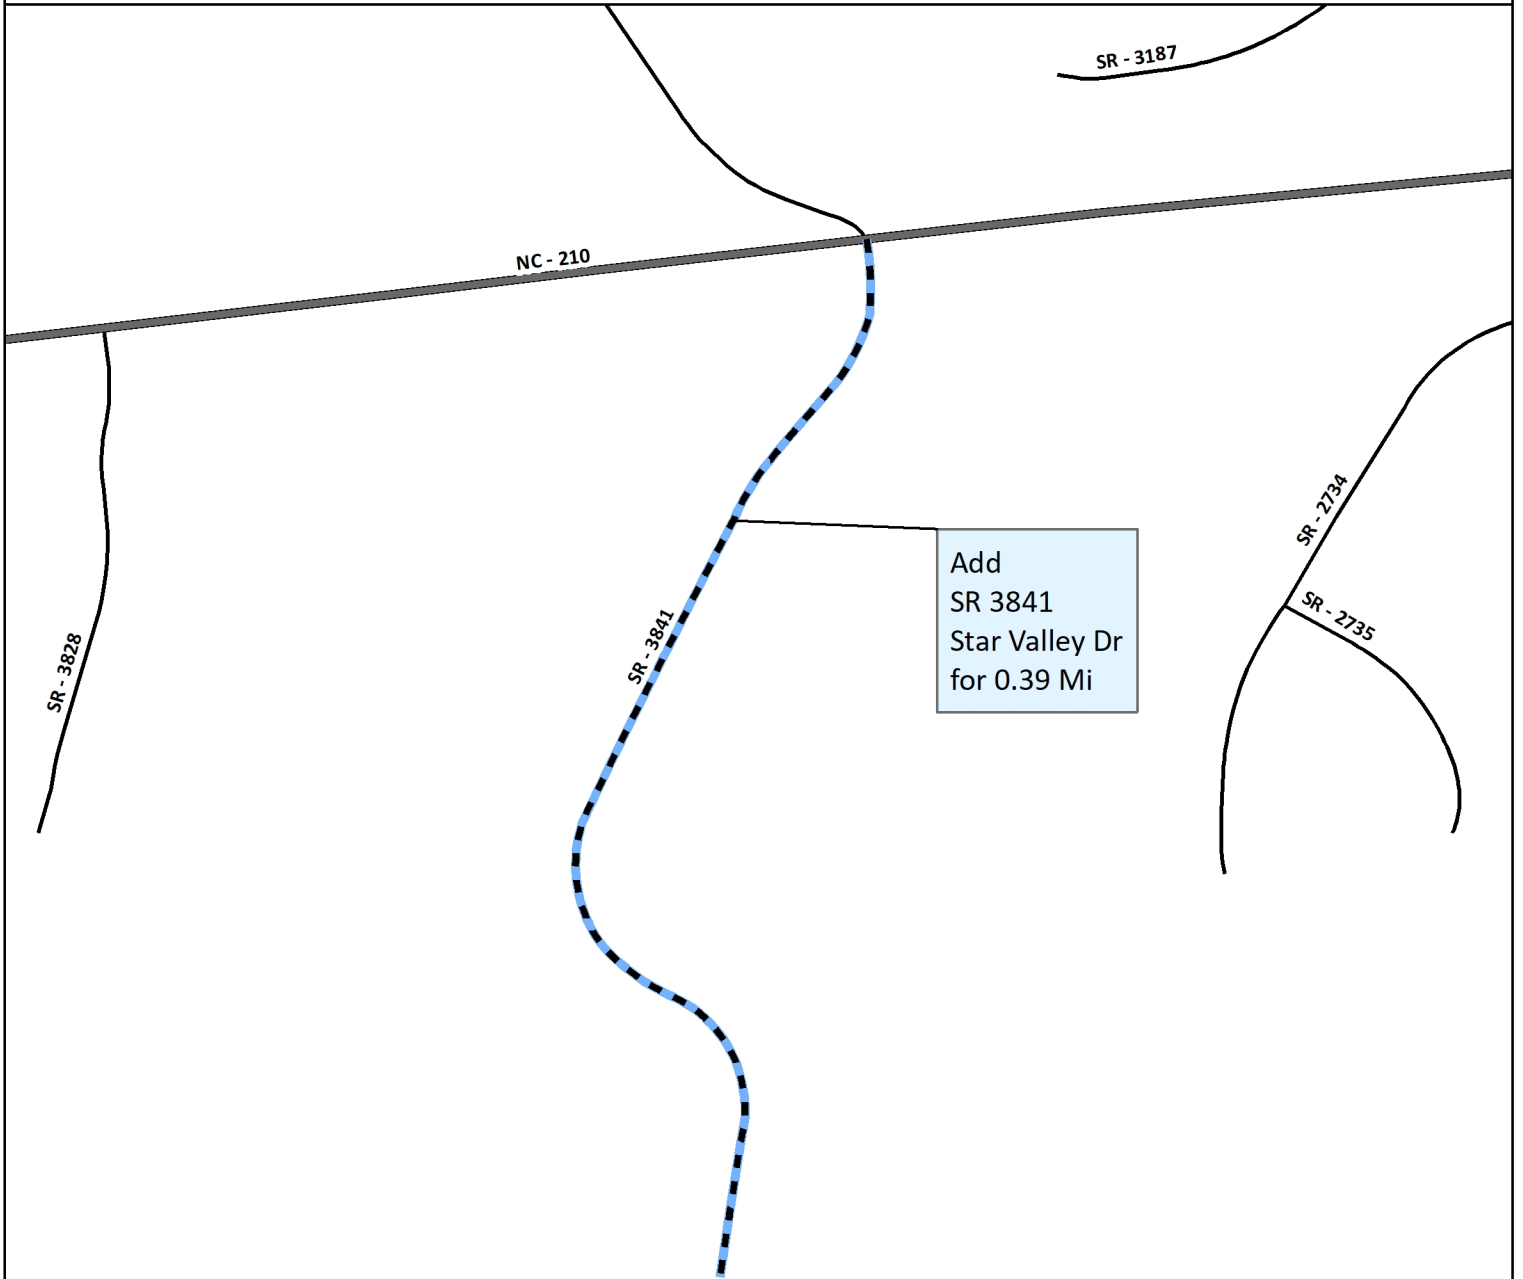 SR - 3187
NC - 210
SR - 2734
Add
SR 3841
Star Valley Dr
for 0.39 Mi
SR - 2735
SR - 3841
SR - 3828